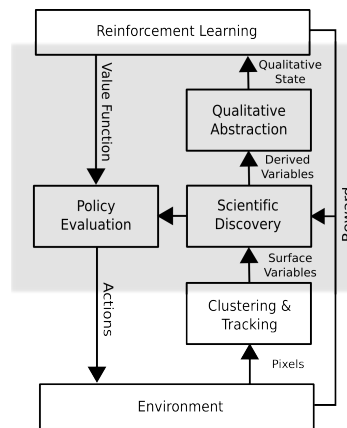 Reinforcement Learning
Value Function
Qualitative
State
Qualitative
Abstraction
Derived
Variables
Policy
Evaluation
Scientific
Discovery
Surface
Variables
Actions
Clustering &
Tracking
Pixels
Environment